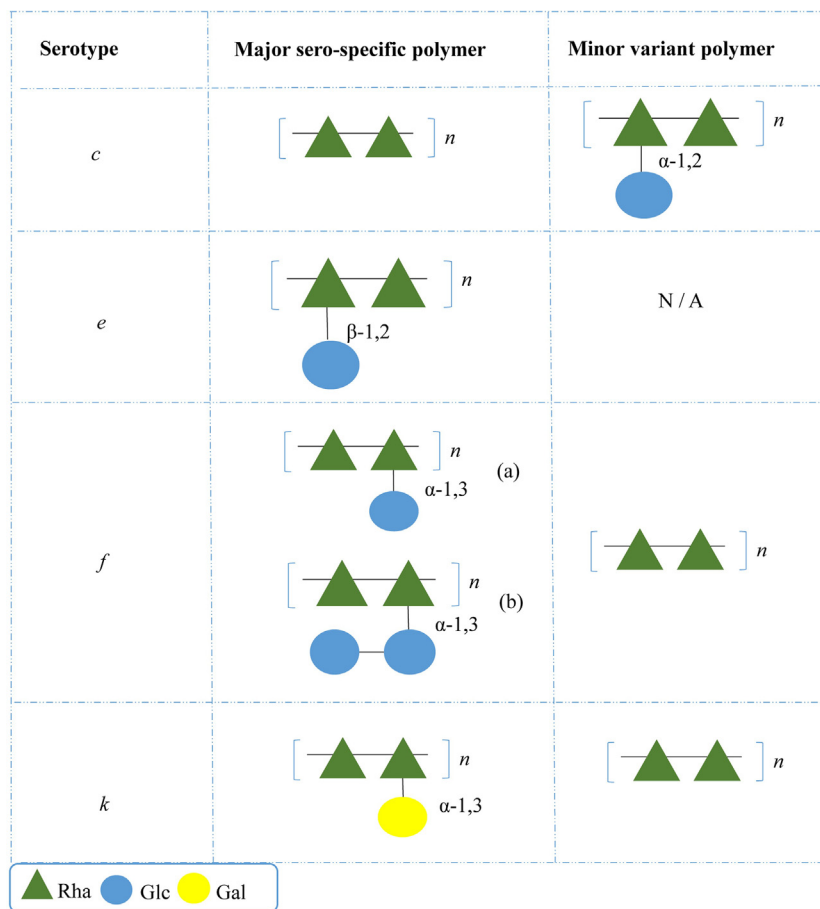 Serotype Major sero-specific polymer Minor variant polymer
c n n
α-1,2
e n N / A
β-1,2
f n (a)
α-1,3
n
n (b)
α-1,3
k n n
α-1,3
Rha Glc Gal